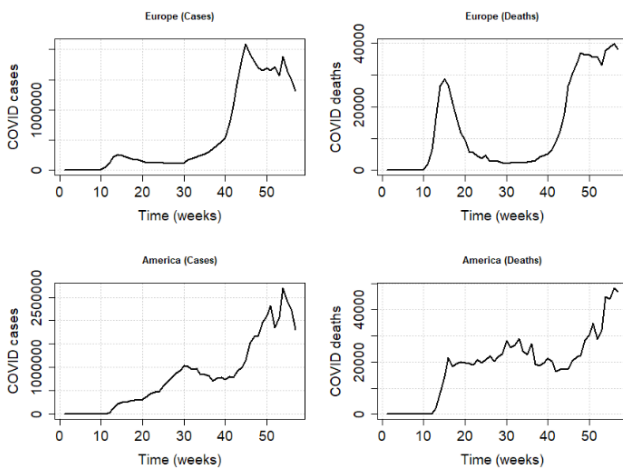 Europe (Cases)
COVID cases
0
1000000
0 10 20 30 40 50
Time (weeks)
Europe (Deaths)
COVID deaths
0
20000
40000
0 10 20 30 40 50
Time (weeks)
America (Cases)
COVID cases
0
1000000
2500000
0 10 20 30 40 50
Time (weeks)
America (Deaths)
COVID deaths
0
20000
40000
0 10 20 30 40 50
Time (weeks)